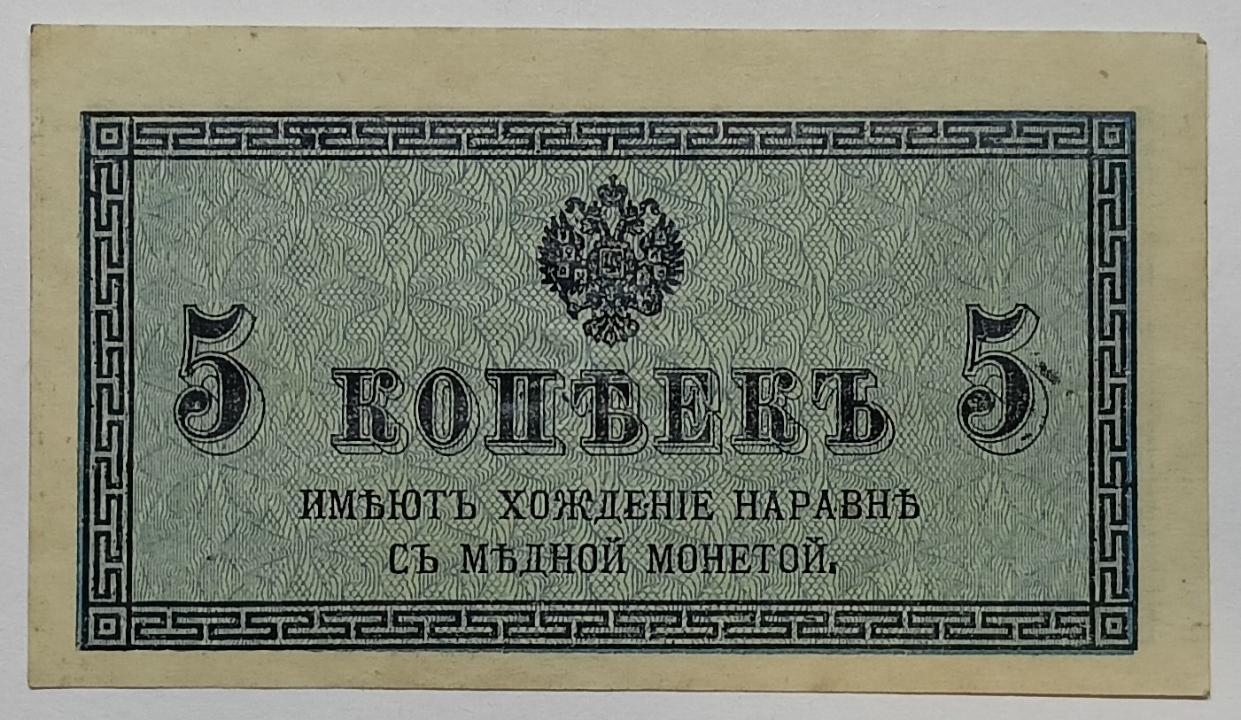 5 КОПѢЕКЪ 5
ИМѢЮТЪ ХОЖДЕНІЕ НАРАВНѢ
СЪ МѢДНОЙ МОНЕТОЙ.